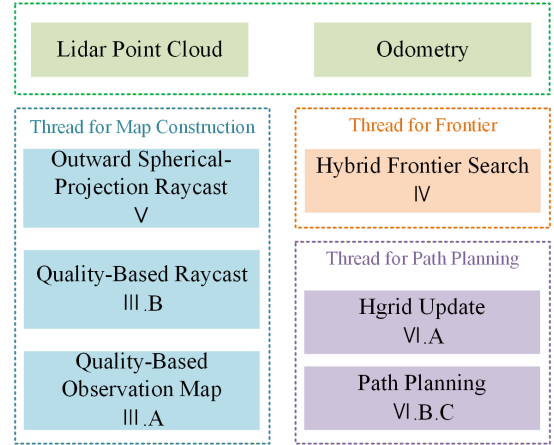 Lidar Point Cloud
Odometry
Thread for Map Construction
Outward Spherical-
Projection Raycast
Ⅴ
Quality-Based Raycast
Ⅲ.B
Quality-Based
Observation Map
Ⅲ.A
Thread for Frontier
Hybrid Frontier Search
Ⅳ
Thread for Path Planning
Hgrid Update
Ⅵ.A
Path Planning
Ⅵ.B.C